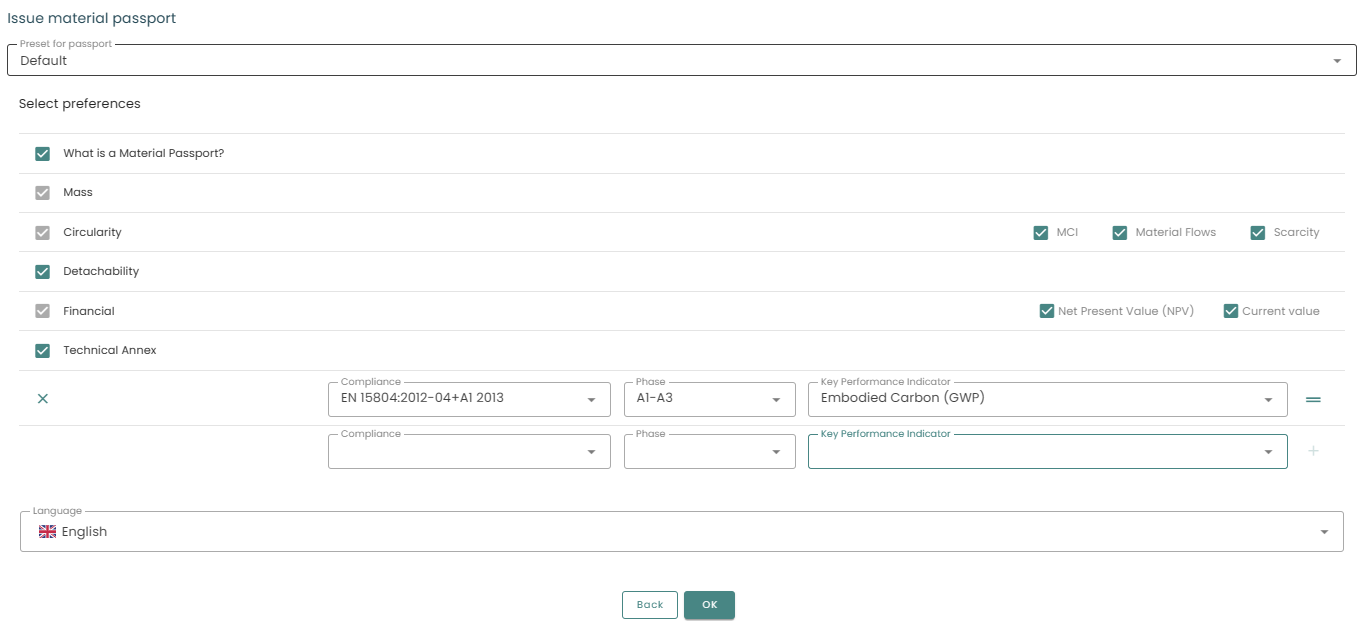 Issue material passport
Preset for passport
Default
Select preferences
What is a Material Passport?
Mass
Circularity MCI Material Flows Scarcity
Detachability
Financial Net Present Value (NPV) Current value
Technical Annex
Compliance Phase Key Performance Indicator
EN 15804:2012-04+A1 2013 A1-A3 Embodied Carbon (GWP)
Compliance Phase Key Performance Indicator
Language
English
Back OK